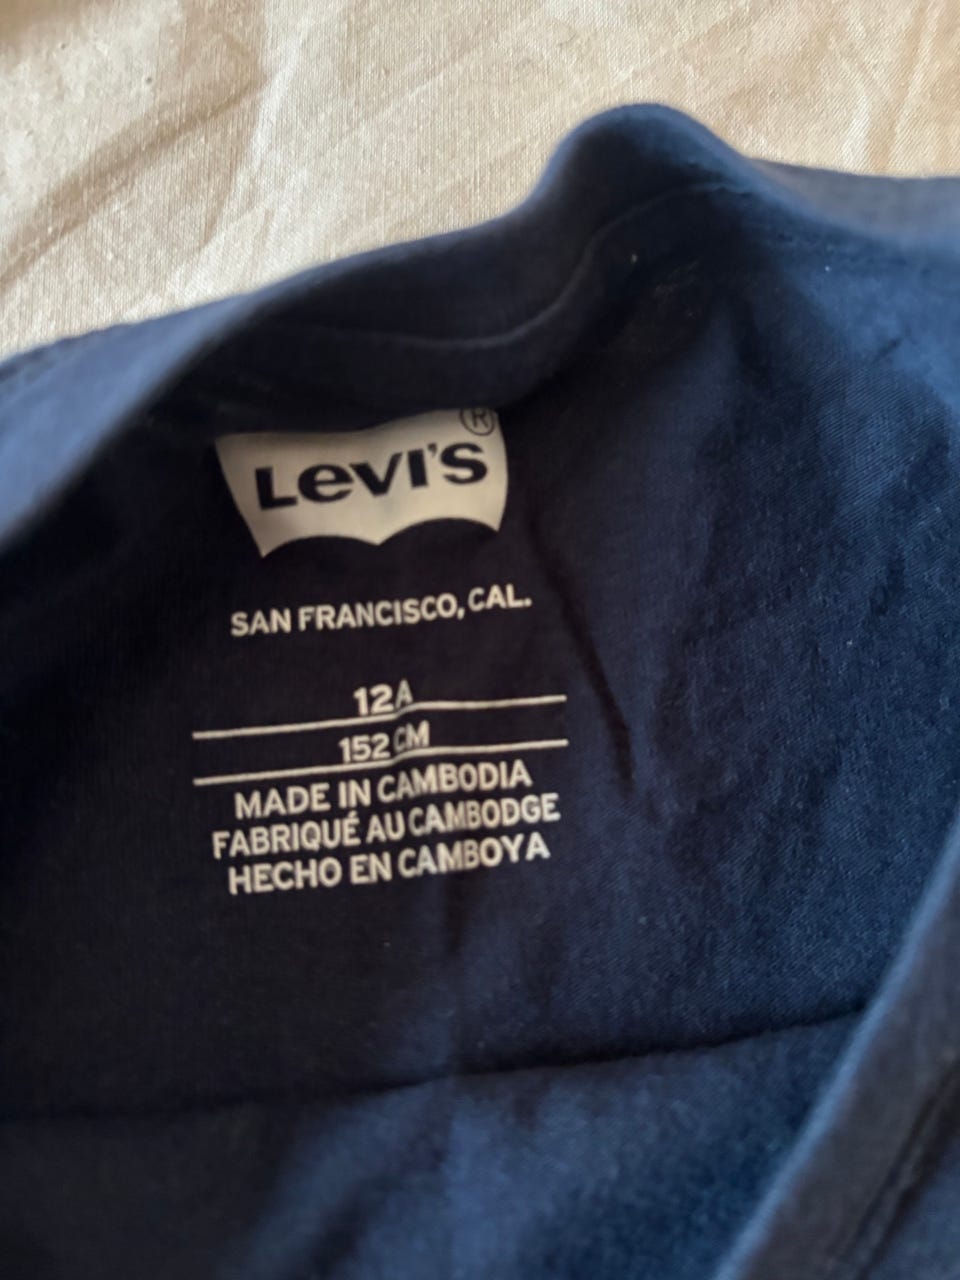 Levi's®
SAN FRANCISCO, CAL.
12A
152 CM
MADE IN CAMBODIA
FABRIQUÉ AU CAMBODGE
HECHO EN CAMBOYA